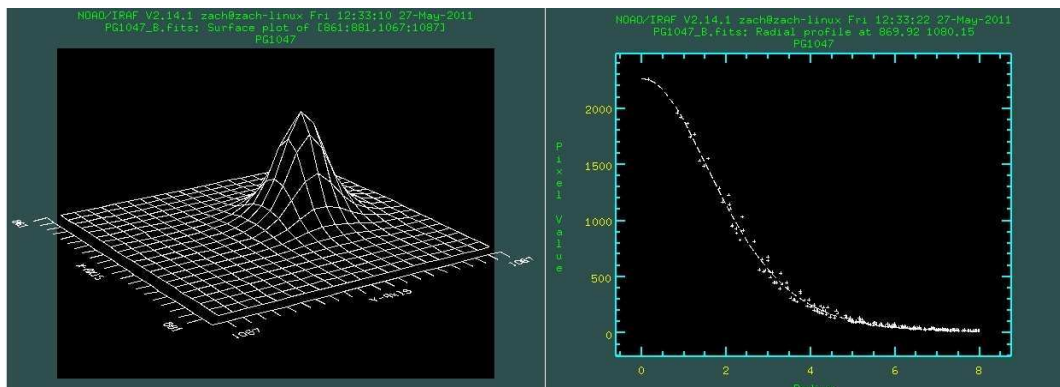 NOAO/IRAF V2.14.1 zach@zach-linux Fri 12:33:10 27-May-2011
PG1047_B.fits: Surface plot of [861:881,1067:1087]
PG1047
1087
1067
NOAO/IRAF V2.14.1 zach@zach-linux Fri 12:33:22 27-May-2011
PG1047_B.fits: Radial profile at 869.92 1080.15
PG1047
Pixel Value
2000
1500
1000
500
0
0 2 4 6 8